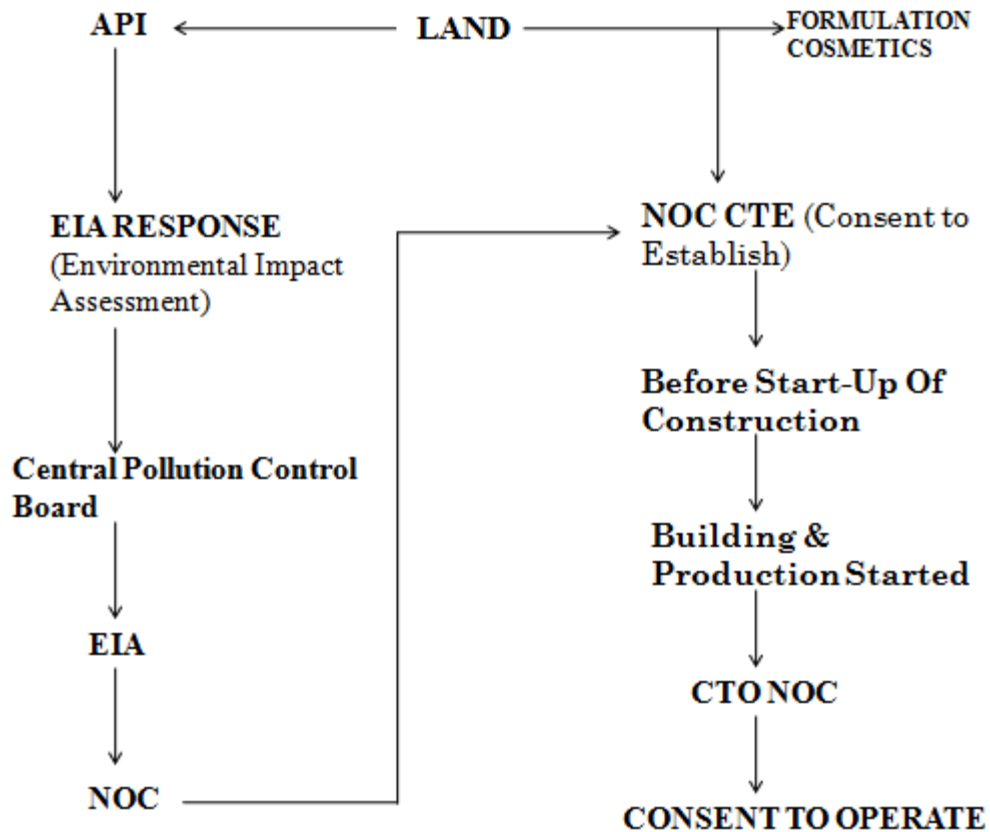 API
LAND
FORMULATION
COSMETICS
EIA RESPONSE
(Environmental Impact
Assessment)
Central Pollution Control
Board
EIA
NOC
NOC CTE (Consent to
Establish)
Before Start-Up Of
Construction
Building &
Production Started
CTO NOC
CONSENT TO OPERATE